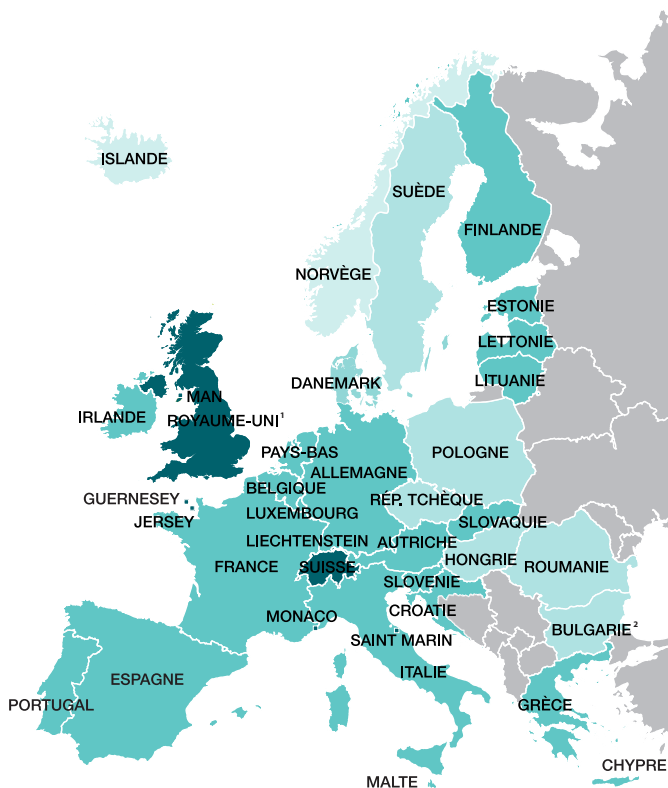 ISLANDE
SUÈDE
FINLANDE
NORVÈGE
ESTONIE
LETTONIE
LITUANIE
DANEMARK
MAN
IRLANDE
ROYAUME-UNI¹
PAYS-BAS
POLOGNE
ALLEMAGNE
BELGIQUE
GUERNESEY
RÉP. TCHÈQUE
JERSEY
LUXEMBOURG
SLOVAQUIE
LIECHTENSTEIN
AUTRICHE
FRANCE
SUISSE
HONGRIE
ROUMANIE
SLOVENIE
MONACO
CROATIE
BULGARIE²
SAINT MARIN
ESPAGNE
ITALIE
PORTUGAL
GRÈCE
CHYPRE
MALTE